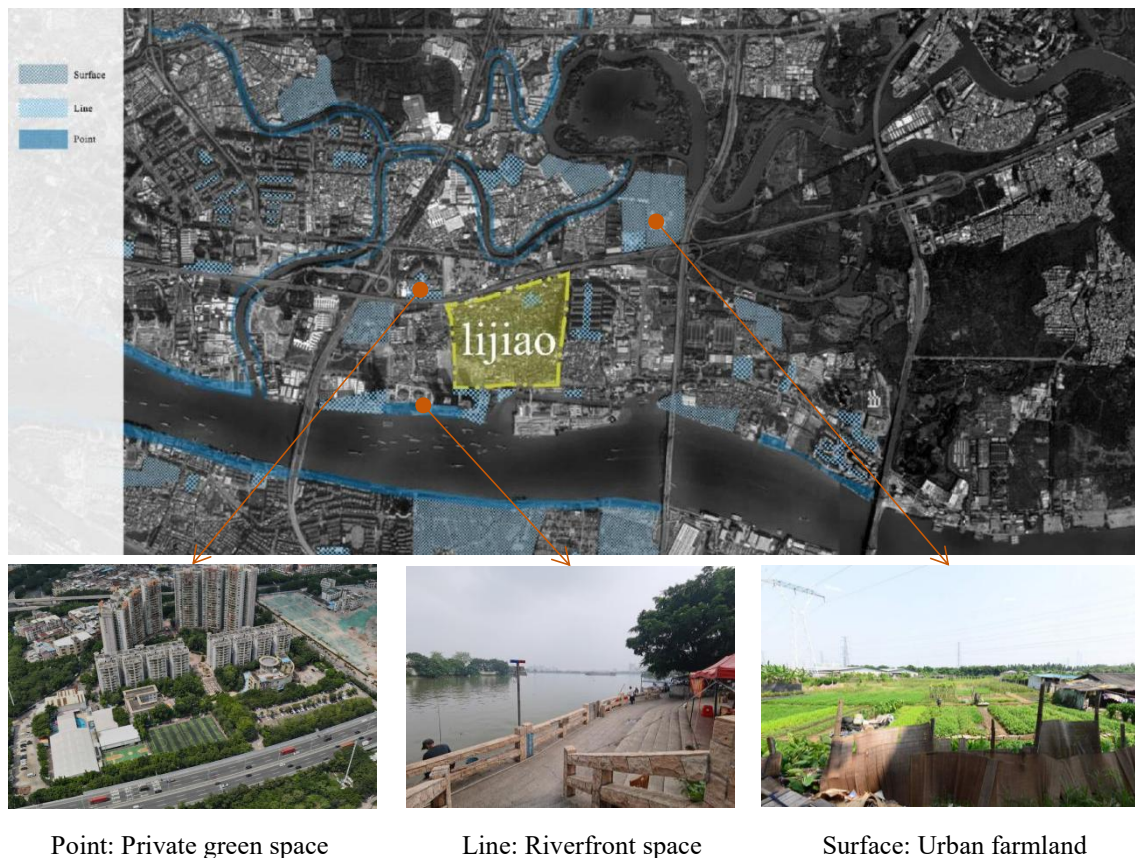 Surface
Line
Point
lijiao
Point: Private green space
Line: Riverfront space
Surface: Urban farmland